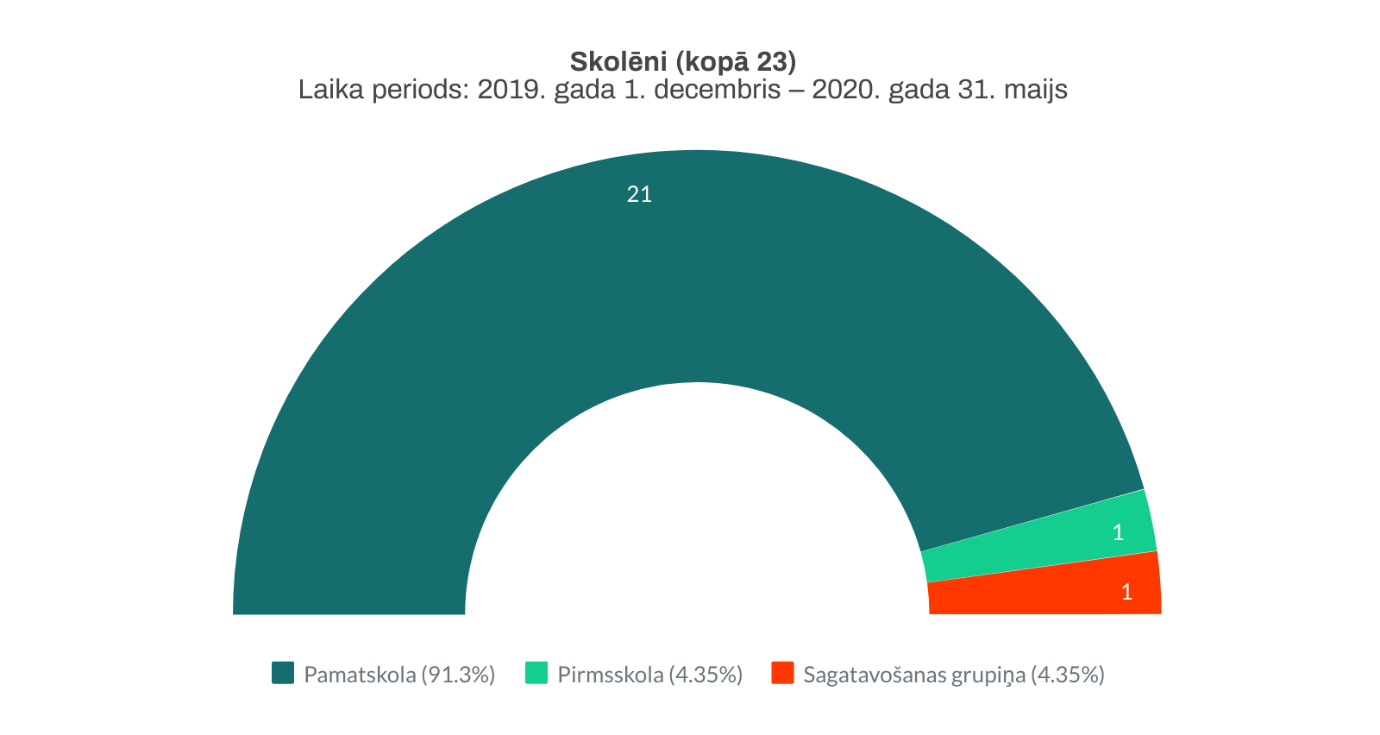 Skolēni (kopā 23)
Laika periods: 2019. gada 1. decembris – 2020. gada 31. maijs
21
1
1
Pamatskola (91.3%) Pirmsskola (4.35%) Sagatavošanas grupiņa (4.35%)